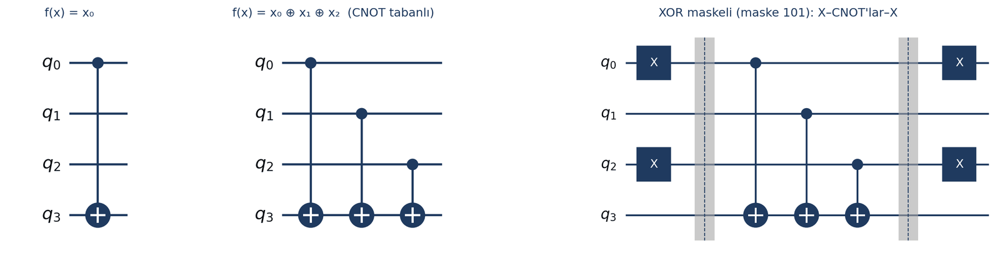 f(x) = x₀
q₀
q₁
q₂
q₃
f(x) = x₀ ⊕ x₁ ⊕ x₂ (CNOT tabanlı)
q₀
q₁
q₂
q₃
XOR maskeli (maske 101): X–CNOT'lar–X
q₀ X X
q₁
q₂ X X
q₃